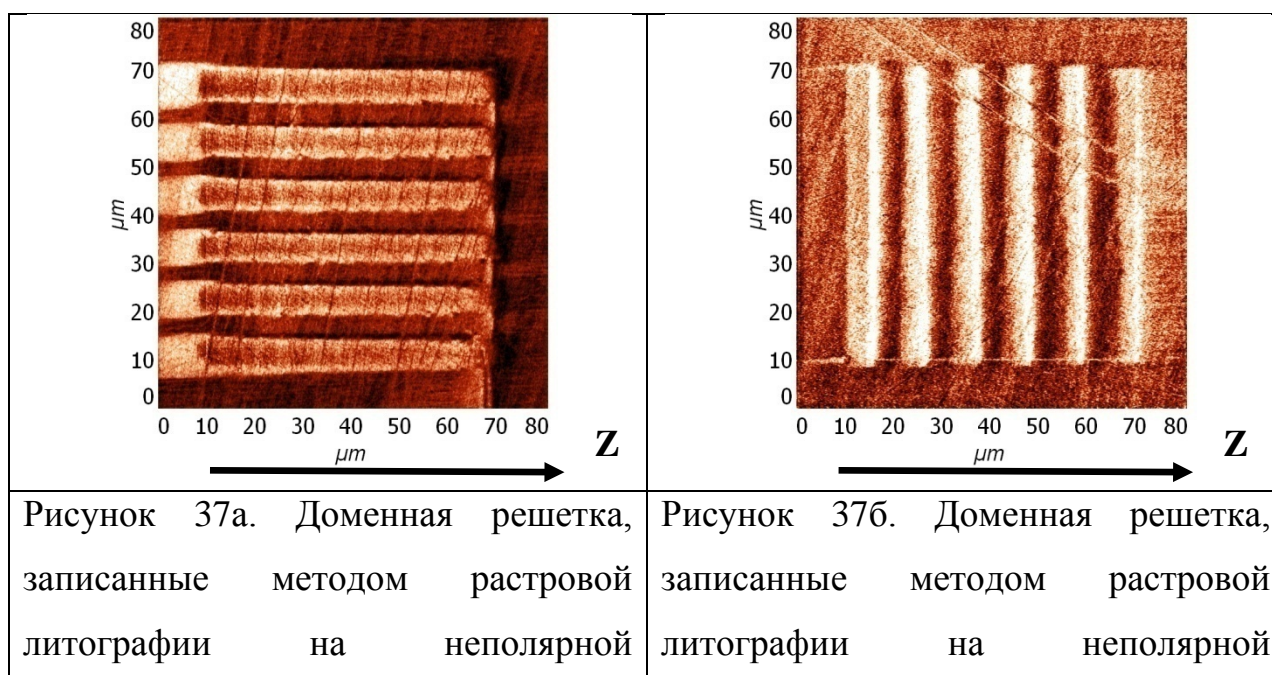 80
70
60
50
40
30
20
10
0
μm
0 10 20 30 40 50 60 70 80
μm
Z
80
70
60
50
40
30
20
10
0
μm
0 10 20 30 40 50 60 70 80
μm
Z
Рисунок 37а. Доменная решетка,
записанные методом растровой
литографии на неполярной
Рисунок 37б. Доменная решетка,
записанные методом растровой
литографии на неполярной